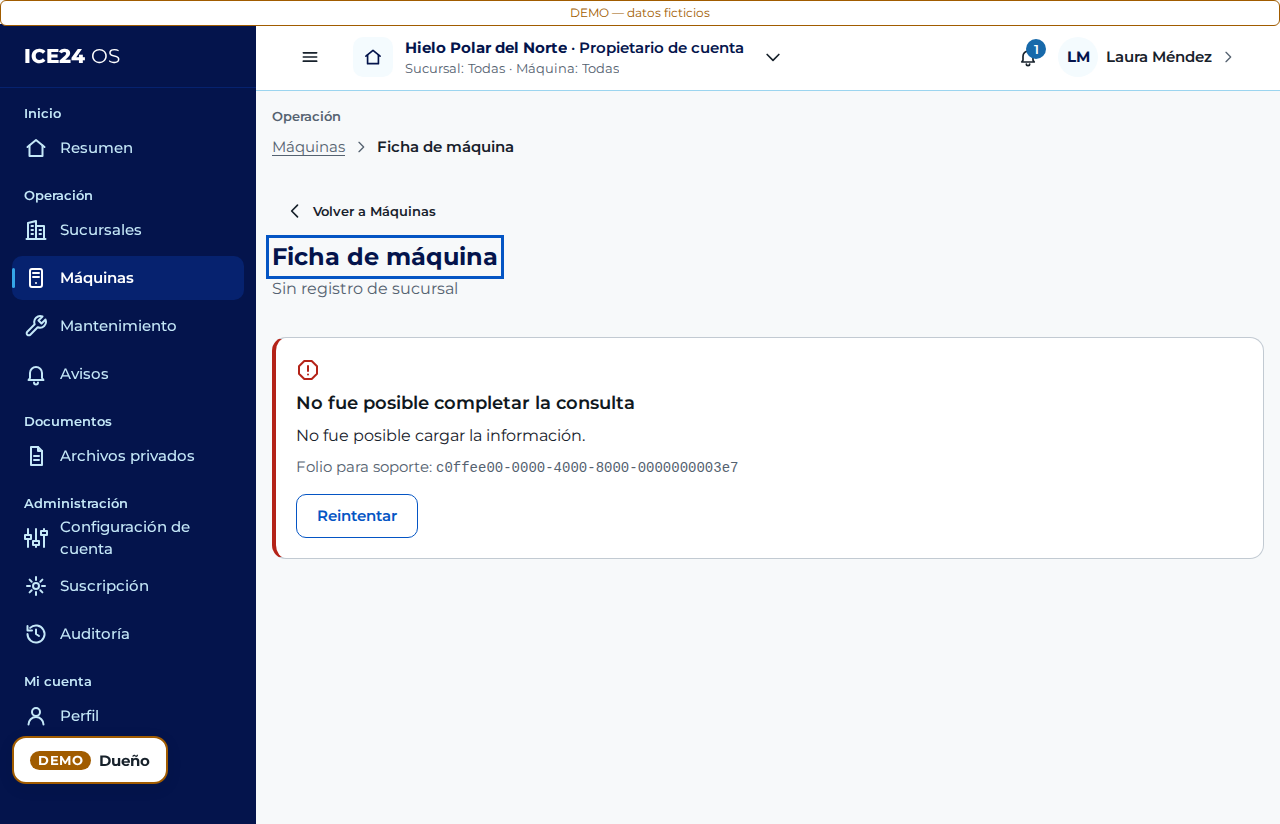 DEMO — datos ficticios
ICE24 OS
Inicio
Resumen
Operación
Sucursales
Máquinas
Mantenimiento
Avisos
Documentos
Archivos privados
Administración
Configuración de
cuenta
Suscripción
Auditoría
Mi cuenta
Perfil
DEMO Dueño
Hielo Polar del Norte · Propietario de cuenta
Sucursal: Todas · Máquina: Todas
1
LM Laura Méndez
Operación
Máquinas > Ficha de máquina
Volver a Máquinas
Ficha de máquina
Sin registro de sucursal
No fue posible completar la consulta
No fue posible cargar la información.
Folio para soporte: c0ffee00-0000-4000-8000-0000000003e7
Reintentar